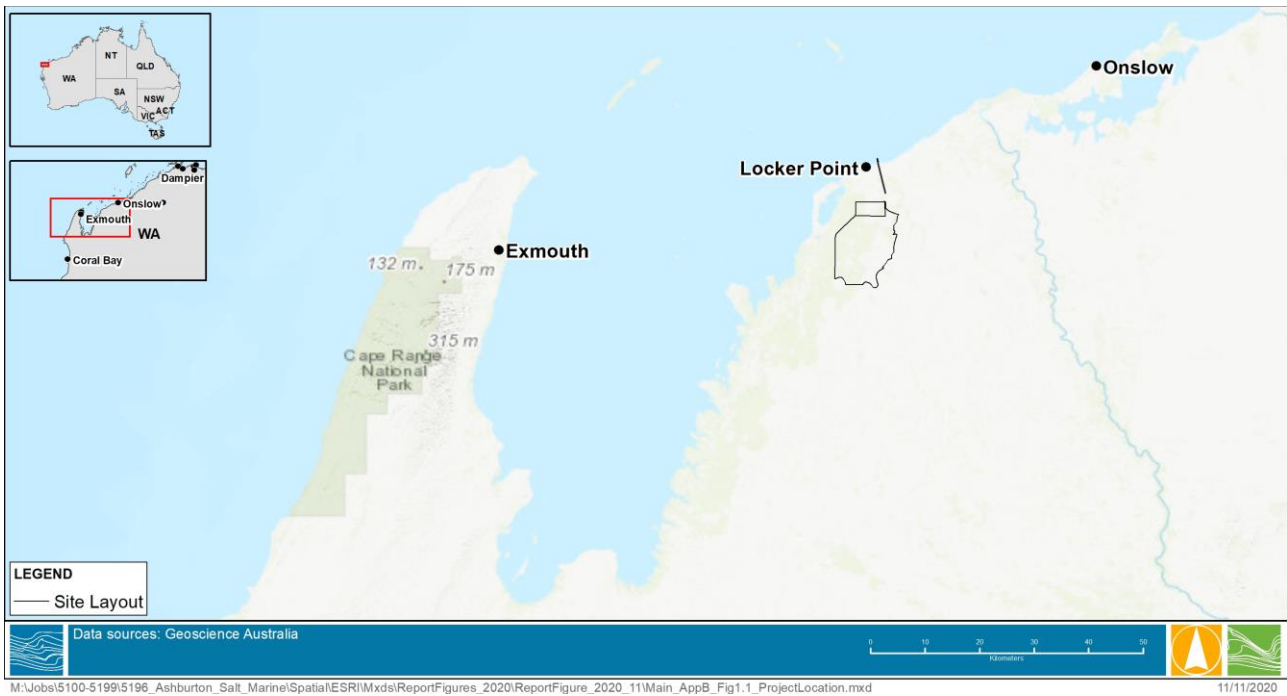 NT
QLD
WA
SA
NSW
ACT
VIC
TAS
Dampier
Onslow
Exmouth
WA
Coral Bay
Onslow
Locker Point
Exmouth
132 m
175 m
315 m
Cape Range
National
Park
LEGEND
Site Layout
Data sources: Geoscience Australia
0 10 20 30 40 50
Kilometers
M:\Jobs\5100-5199\5196_Ashburton_Salt_Marine\Spatial\ESRI\Mxds\ReportFigures_2020\ReportFigure_2020_11\Main_AppB_Fig1.1_ProjectLocation.mxd
11/11/2020